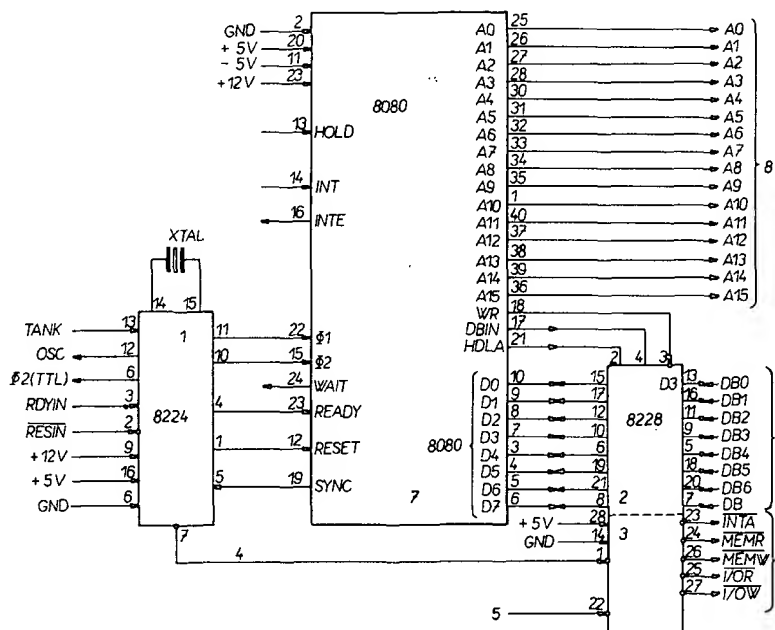 GND 2
+ 5V 20
- 5V 11
+12V 23
8080
13 HOLD
14 INT
16 INTE
A0 25 A0
A1 26 A1
A2 27 A2
A3 28 A3
A4 30 A4
A5 31 A5
A6 32 A6
A7 33 A7
A8 34 A8
A9 35 A9
A10 1 A10
A11 40 A11
A12 37 A12
A13 38 A13
A14 39 A14
A15 36 A15
8
WR 18
DBIN 17
HDLA 21
XTAL
14 15
1
8224
TANK 13
OSC 12
Φ2(TTL) 6
RDYIN 3
RESIN 2
+12V 9
+5V 16
GND 6
7
11 22 Φ1
10 15 Φ2
24 WAIT
4 23 READY
1 12 RESET
5 19 SYNC
7
8080
D0 10 15
D1 9 17
D2 8 12
D3 7 10
D4 3 6
D5 4 19
D6 5 21
D7 6 8
2 4 3
D3
8228
2
3
13 DB0
16 DB1
11 DB2
9 DB3
5 DB4
18 DB5
20 DB6
7 DB
23 INTA
24 MEMR
26 MEMW
25 I/OR
27 I/OW
+5V 28
GND 14
4 1
5 22